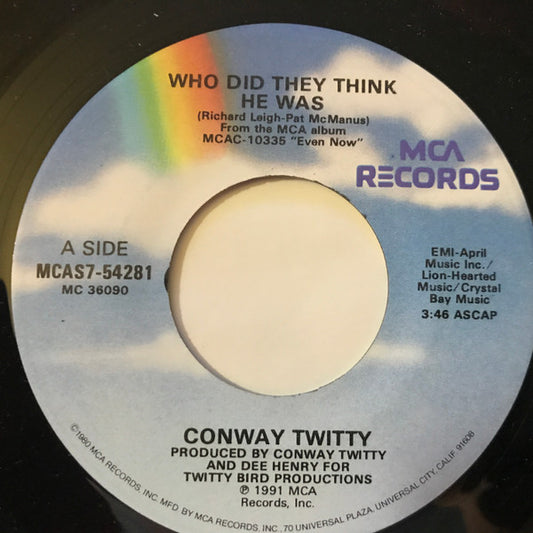 WHO DID THEY THINK
HE WAS
(Richard Leigh-Pat McManus)
From the MCA album
MCAC-10335 "Even Now"
MCA
RECORDS
A SIDE
MCAS7-54281
MC 36090
EMI-April
Music Inc./
Lion-Hearted
Music/Crystal
Bay Music
3:46 ASCAP
CONWAY TWITTY
PRODUCED BY CONWAY TWITTY
AND DEE HENRY FOR
TWITTY BIRD PRODUCTIONS
℗ 1991 MCA
Records, Inc.
©1980 MCA RECORDS, INC. MFD. BY MCA RECORDS, INC., 70 UNIVERSAL PLAZA, UNIVERSAL CITY, CALIF. 91608